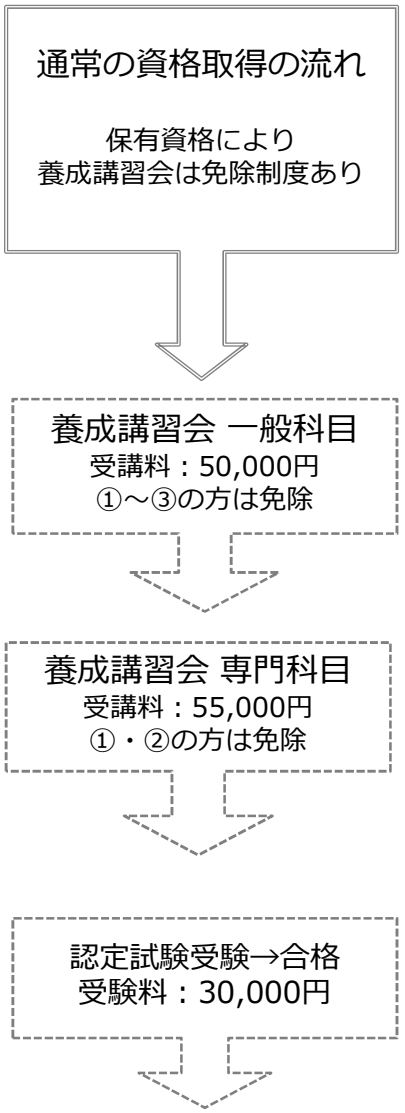 通常の資格取得の流れ
保有資格により
養成講習会は免除制度あり
養成講習会 一般科目
受講料：50,000円
①～③の方は免除
養成講習会 専門科目
受講料：55,000円
①・②の方は免除
認定試験受験→合格
受験料：30,000円